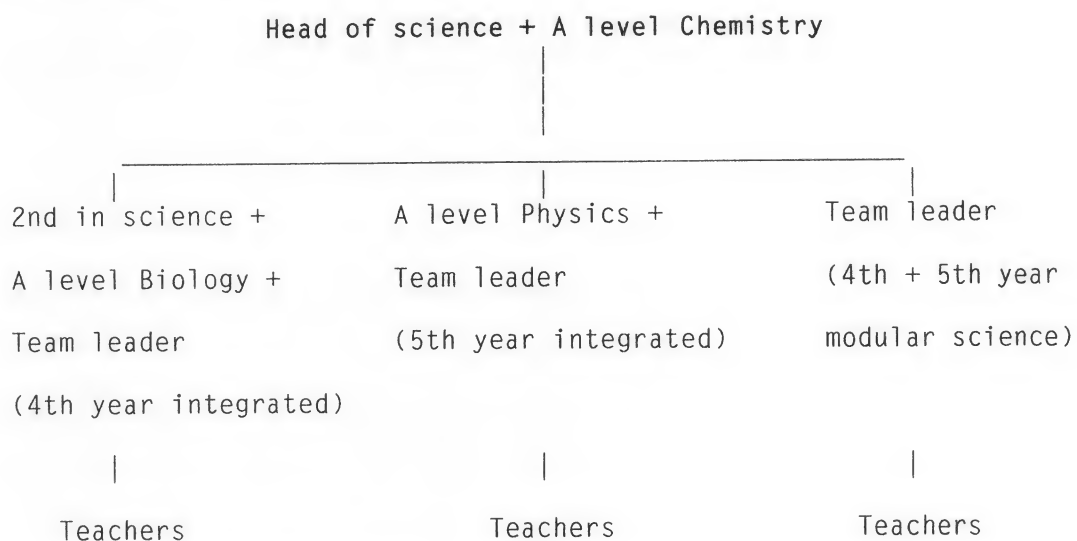 Head of science + A level Chemistry
2nd in science +
A level Biology +
Team leader
(4th year integrated)
A level Physics +
Team leader
(5th year integrated)
Team leader
(4th + 5th year
modular science)
Teachers
Teachers
Teachers